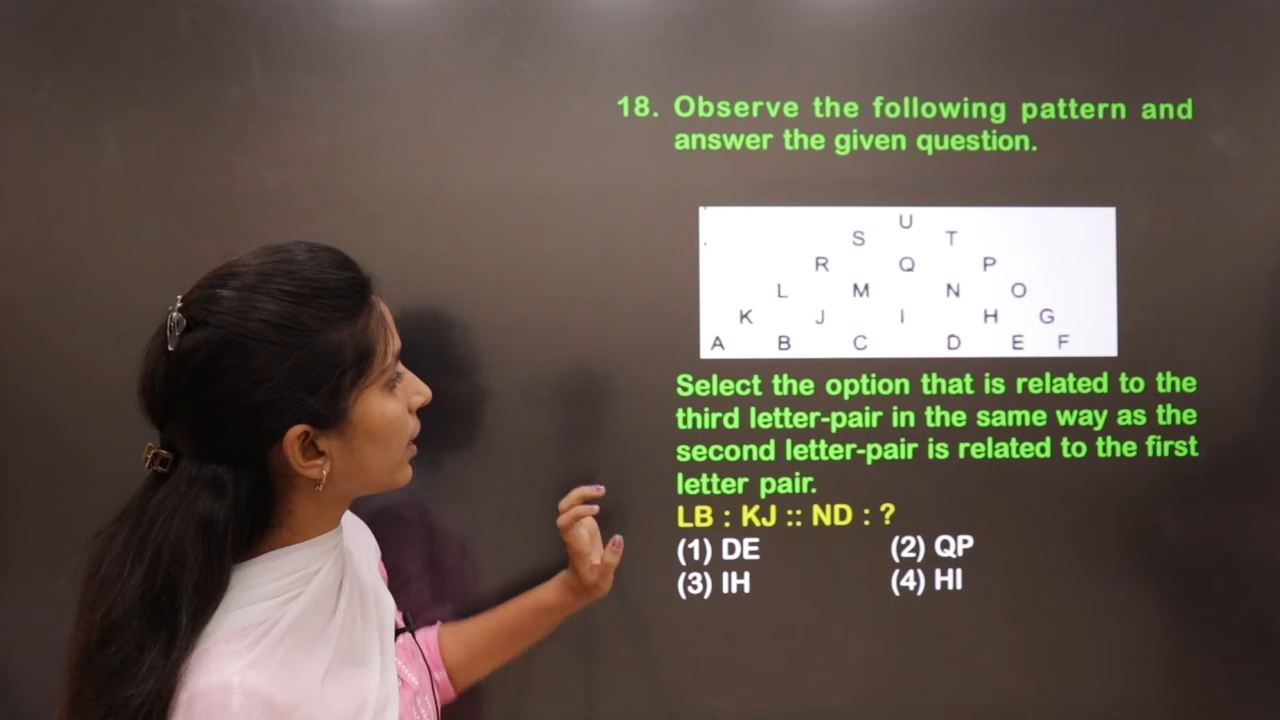 18. Observe the following pattern and
answer the given question.
U
S T
R Q P
L M N O
K J I H G
A B C D E F
Select the option that is related to the
third letter-pair in the same way as the
second letter-pair is related to the first
letter pair.
LB : KJ :: ND : ?
(1) DE (2) QP
(3) IH (4) HI